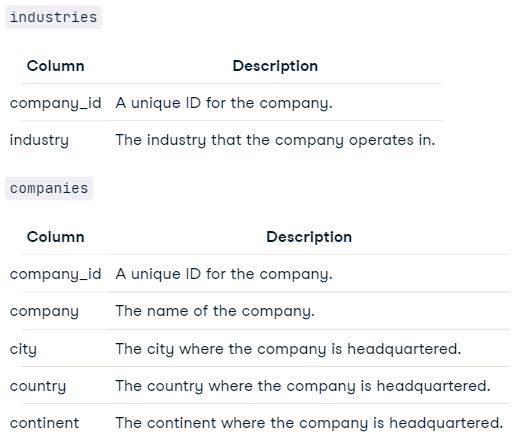 industries
Column Description
company_id A unique ID for the company.
industry The industry that the company operates in.
companies
Column Description
company_id A unique ID for the company.
company The name of the company.
city The city where the company is headquartered.
country The country where the company is headquartered.
continent The continent where the company is headquartered.